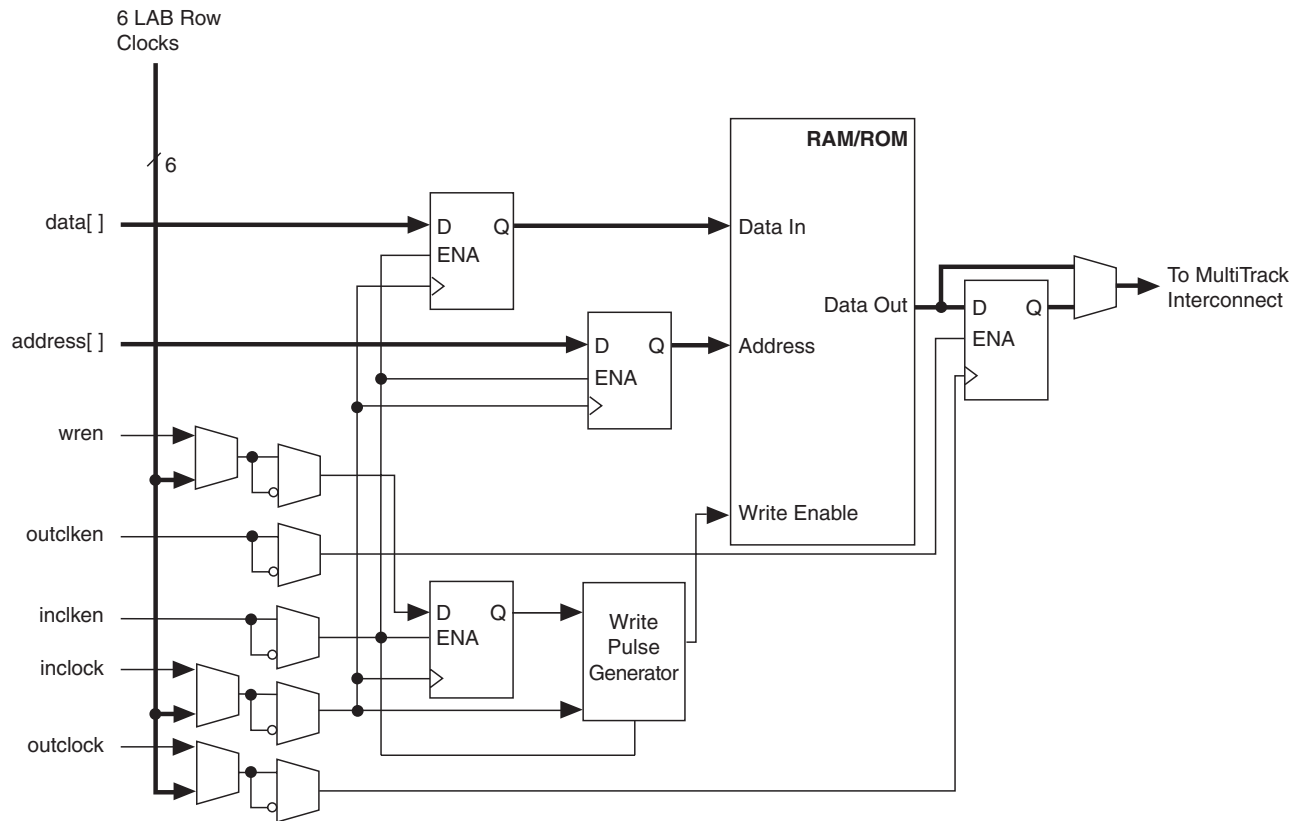 6 LAB Row
Clocks
6
RAM/ROM
data[ ]
D Q
ENA
Data In
To MultiTrack
Interconnect
Data Out
D Q
ENA
address[ ]
D Q
ENA
Address
wren
Write Enable
outclken
inclken
D Q
ENA
Write
Pulse
Generator
inclock
outclock